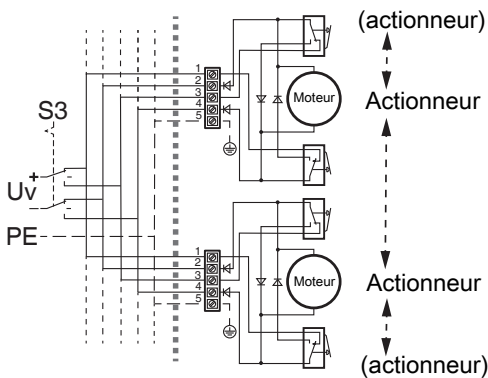 (actionneur)
1
2
3
4
5
Moteur
Actionneur
S3
+
-
Uv
-
PE
1
2
3
4
5
Moteur
Actionneur
(actionneur)